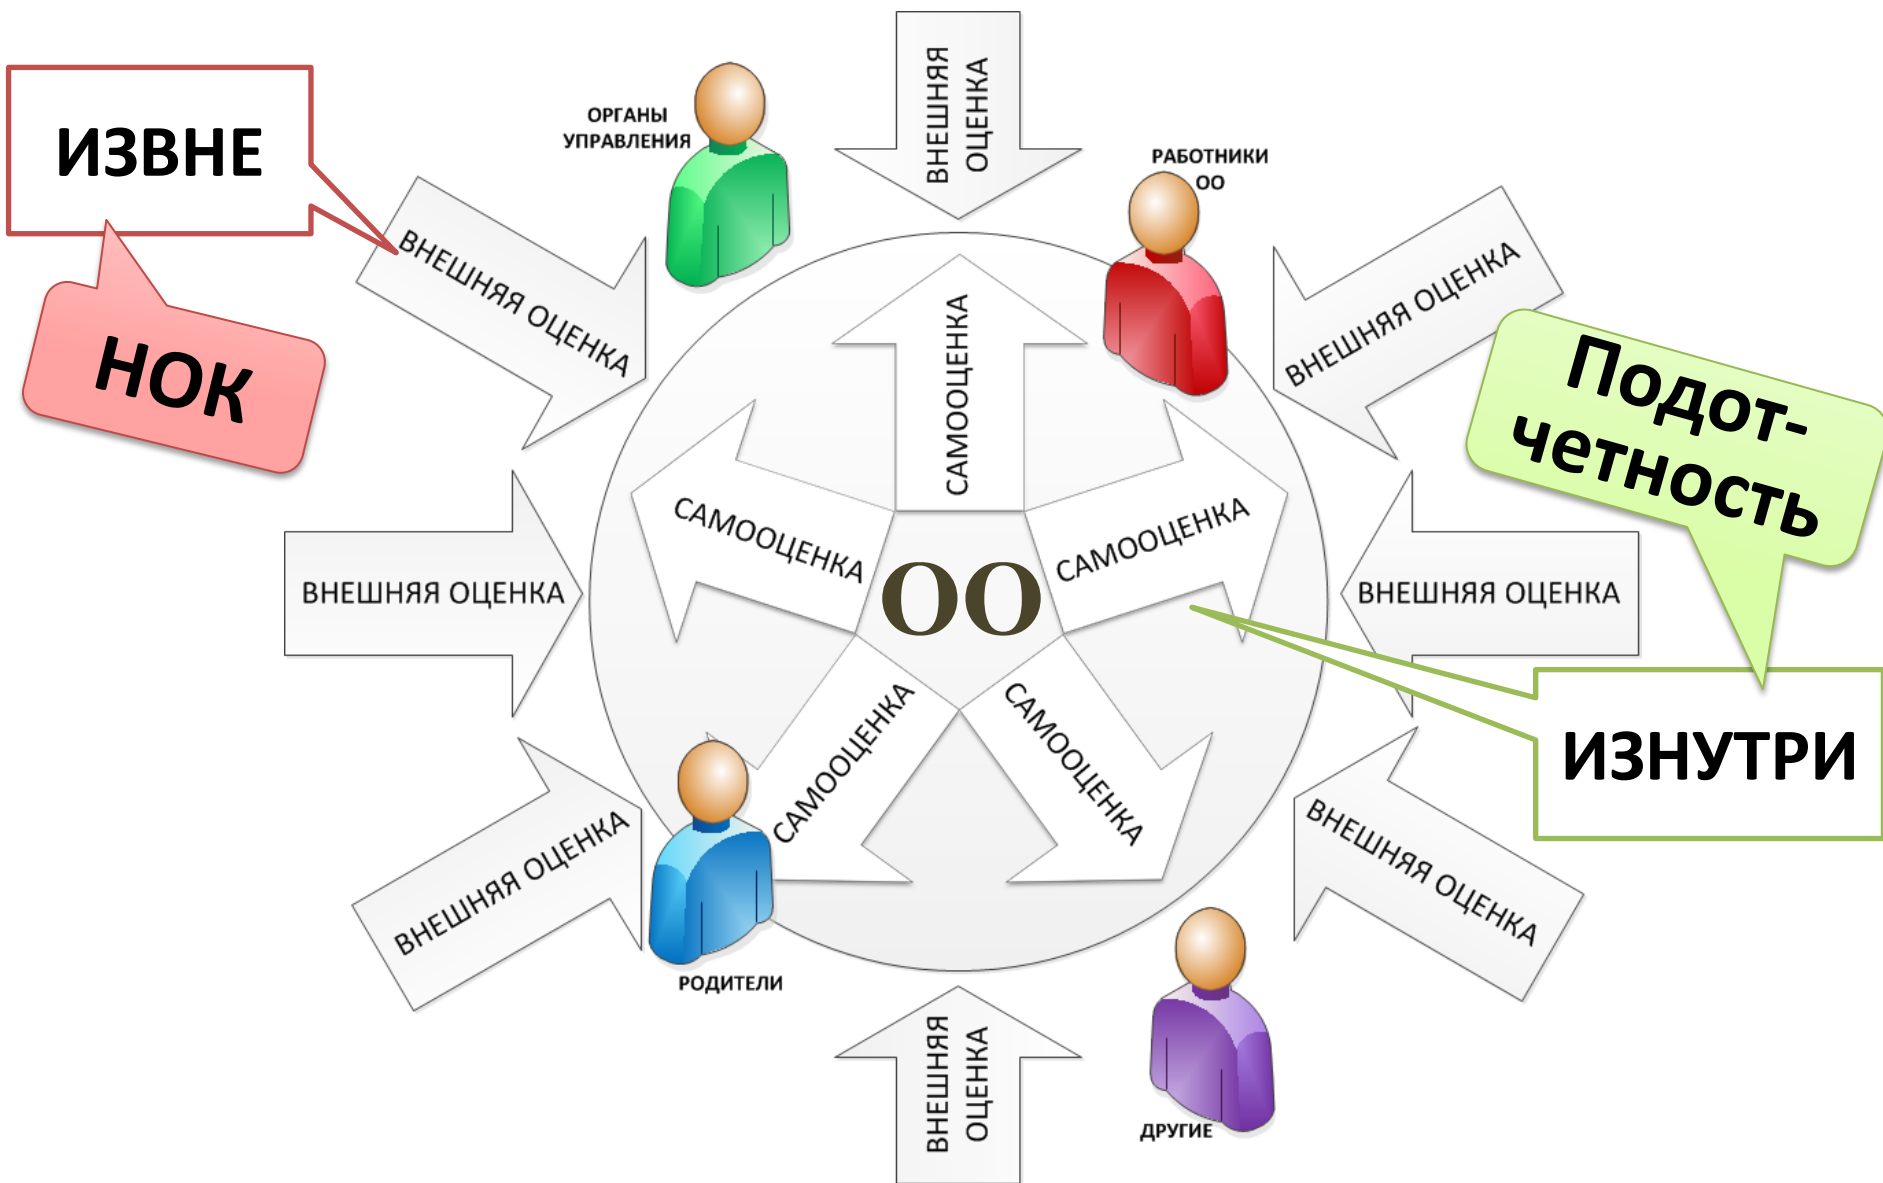 ВНЕШНЯЯ
ОЦЕНКА
ИЗВНЕ
ОРГАНЫ
УПРАВЛЕНИЯ
РАБОТНИКИ
ОО
ВНЕШНЯЯ ОЦЕНКА
ВНЕШНЯЯ ОЦЕНКА
НОК
Подот-
четность
САМООЦЕНКА
САМООЦЕНКА
САМООЦЕНКА
ВНЕШНЯЯ ОЦЕНКА
ОО
ВНЕШНЯЯ ОЦЕНКА
САМООЦЕНКА
САМООЦЕНКА
ИЗНУТРИ
ВНЕШНЯЯ ОЦЕНКА
ВНЕШНЯЯ ОЦЕНКА
РОДИТЕЛИ
ВНЕШНЯЯ
ОЦЕНКА
ДРУГИЕ